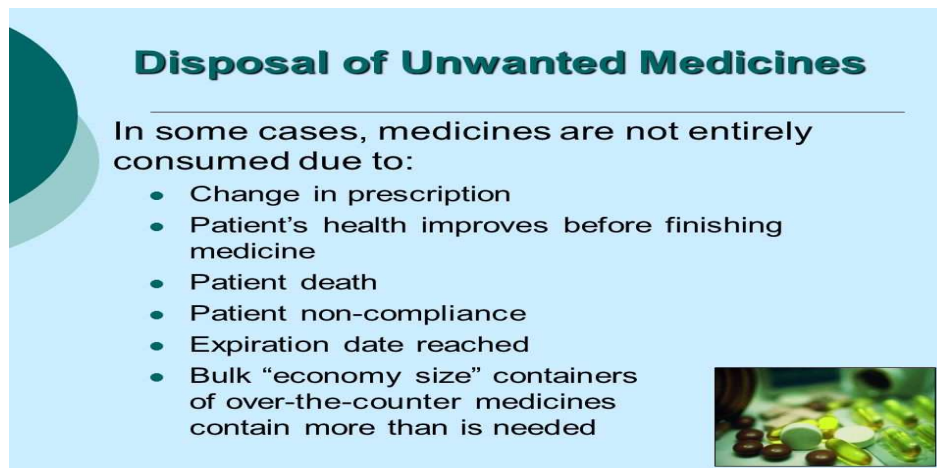 Disposal of Unwanted Medicines
In some cases, medicines are not entirely
consumed due to:
Change in prescription
Patient's health improves before finishing
medicine
Patient death
Patient non-compliance
Expiration date reached
Bulk “economy size” containers
of over-the-counter medicines
contain more than is needed